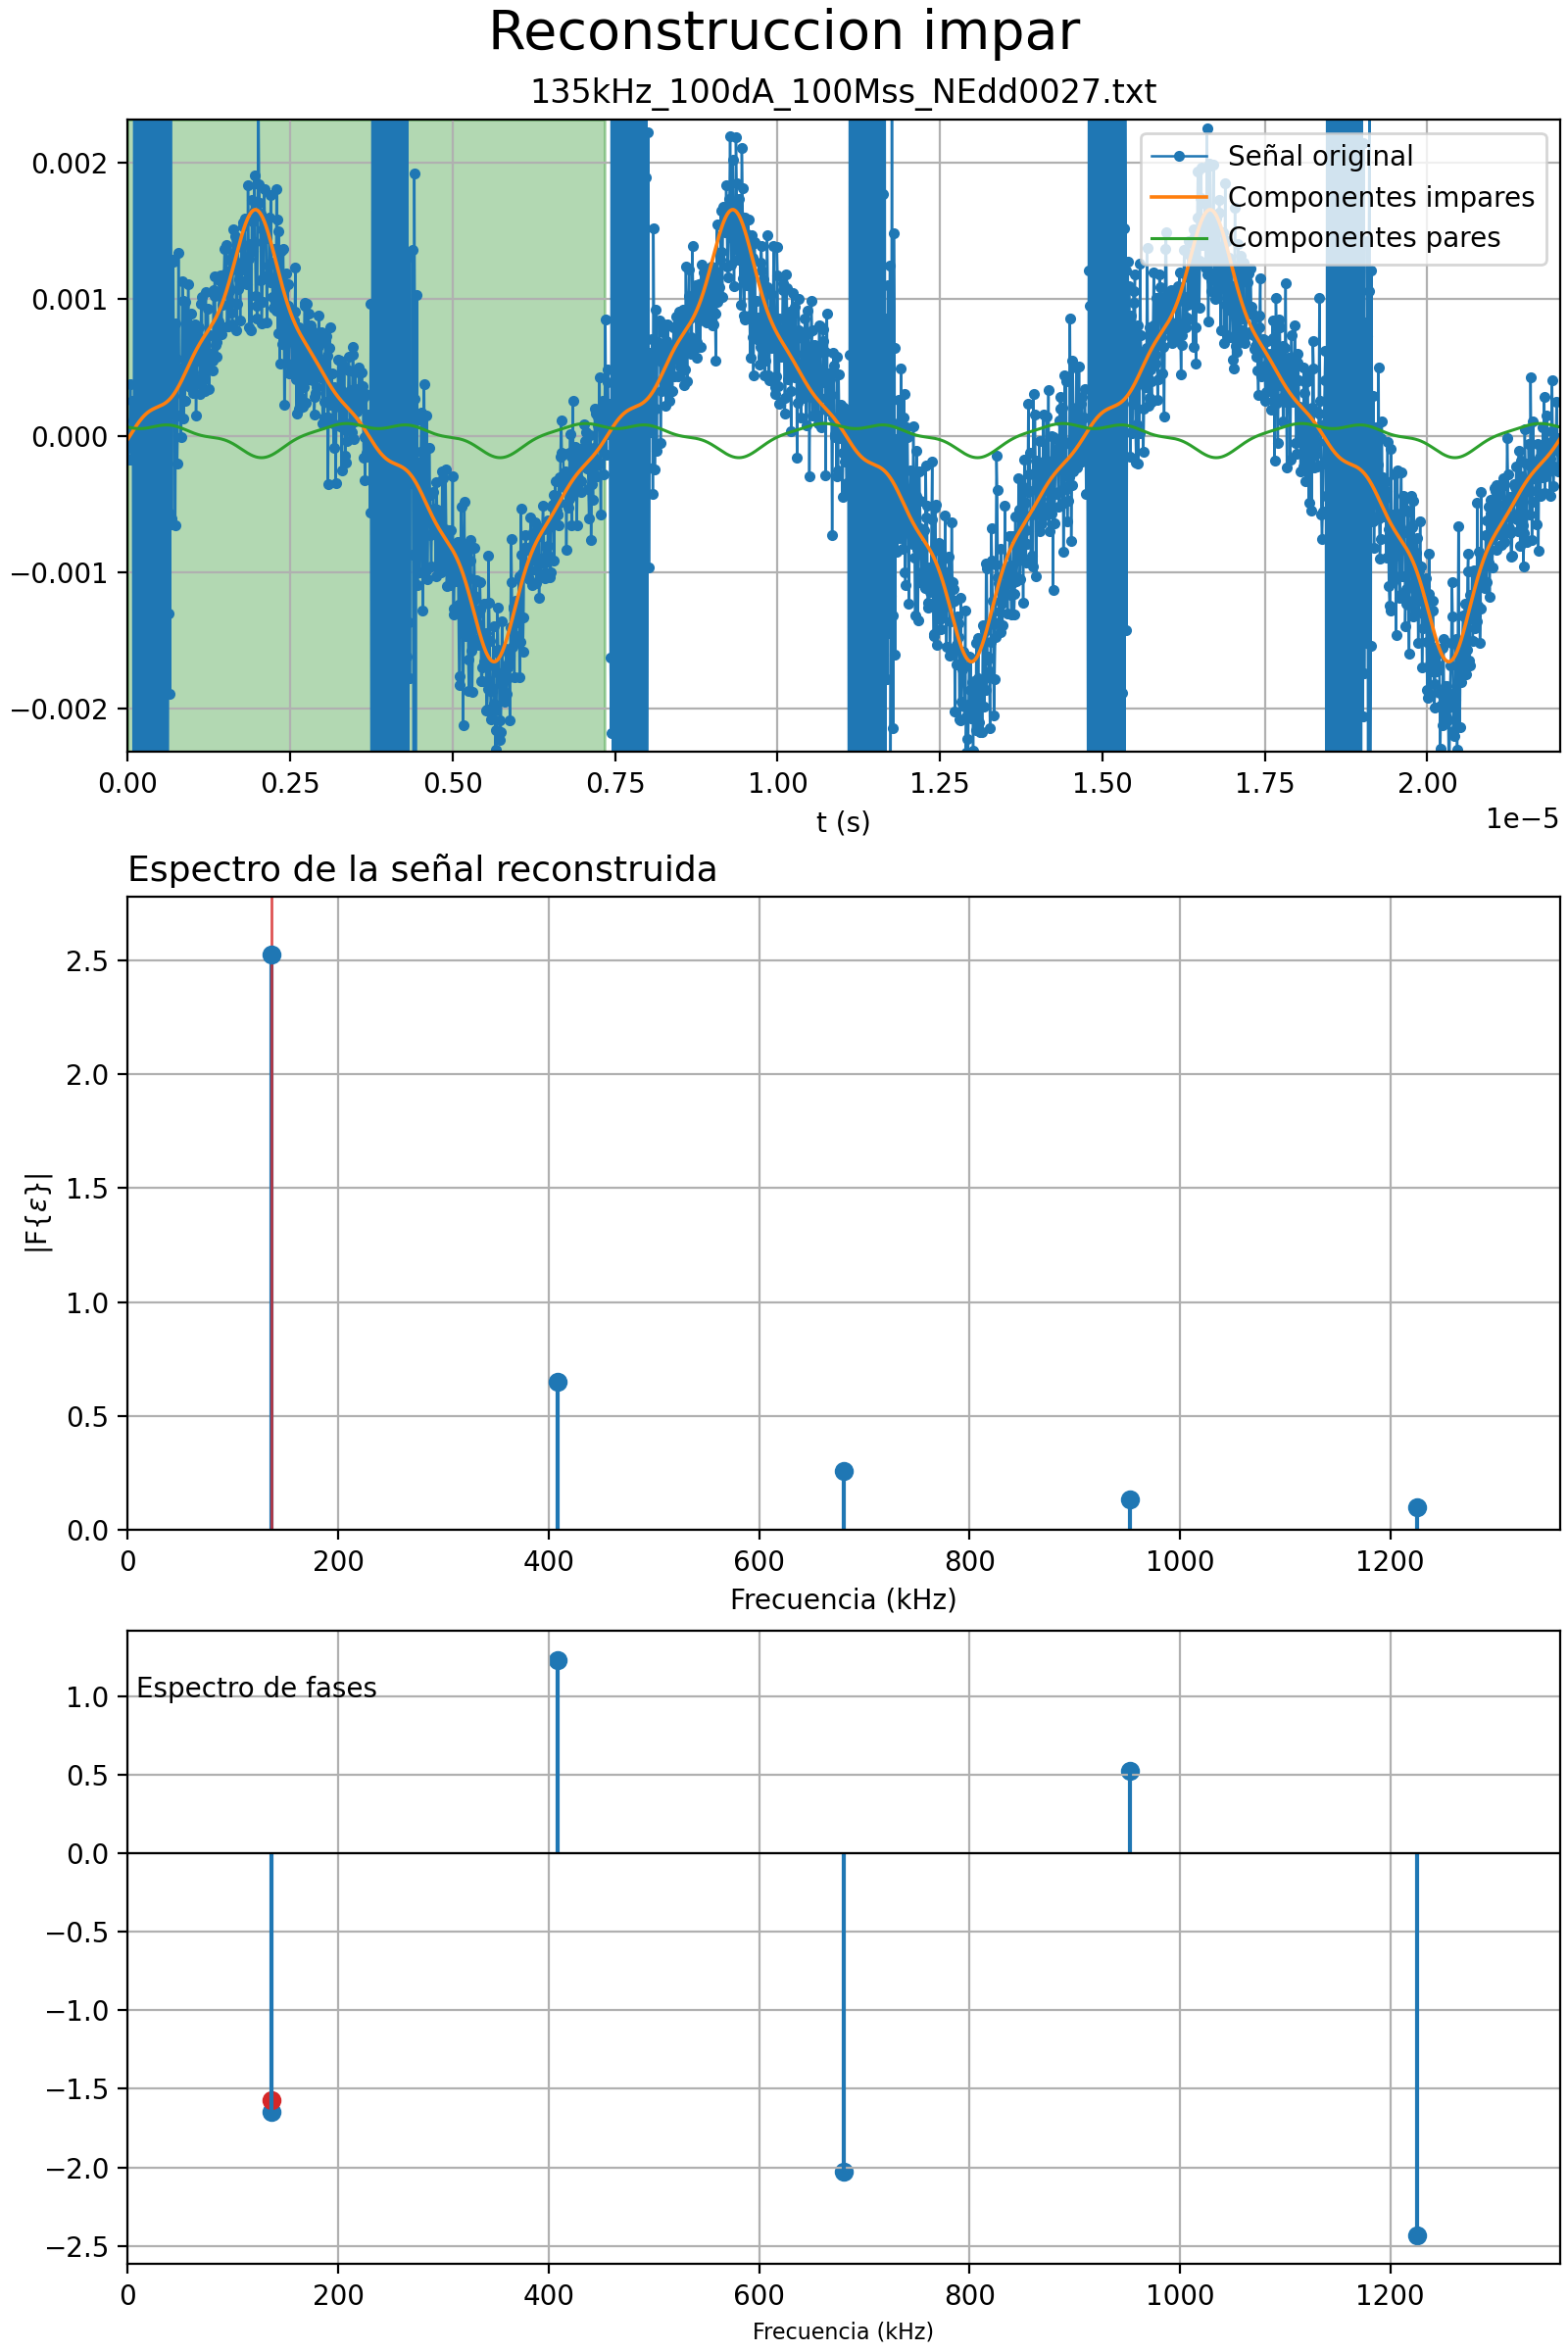 Reconstruccion impar
135kHz_100dA_100Mss_NEdd0027.txt
0.002
0.001
0.000
−0.001
−0.002
Señal original
Componentes impares
Componentes pares
0.00 0.25 0.50 0.75 1.00 1.25 1.50 1.75 2.00
1e−5
t (s)
Espectro de la señal reconstruida
2.5
2.0
1.5
1.0
0.5
0.0
|F{ε}|
0 200 400 600 800 1000 1200
Frecuencia (kHz)
Espectro de fases
1.0
0.5
0.0
−0.5
−1.0
−1.5
−2.0
−2.5
0 200 400 600 800 1000 1200
Frecuencia (kHz)